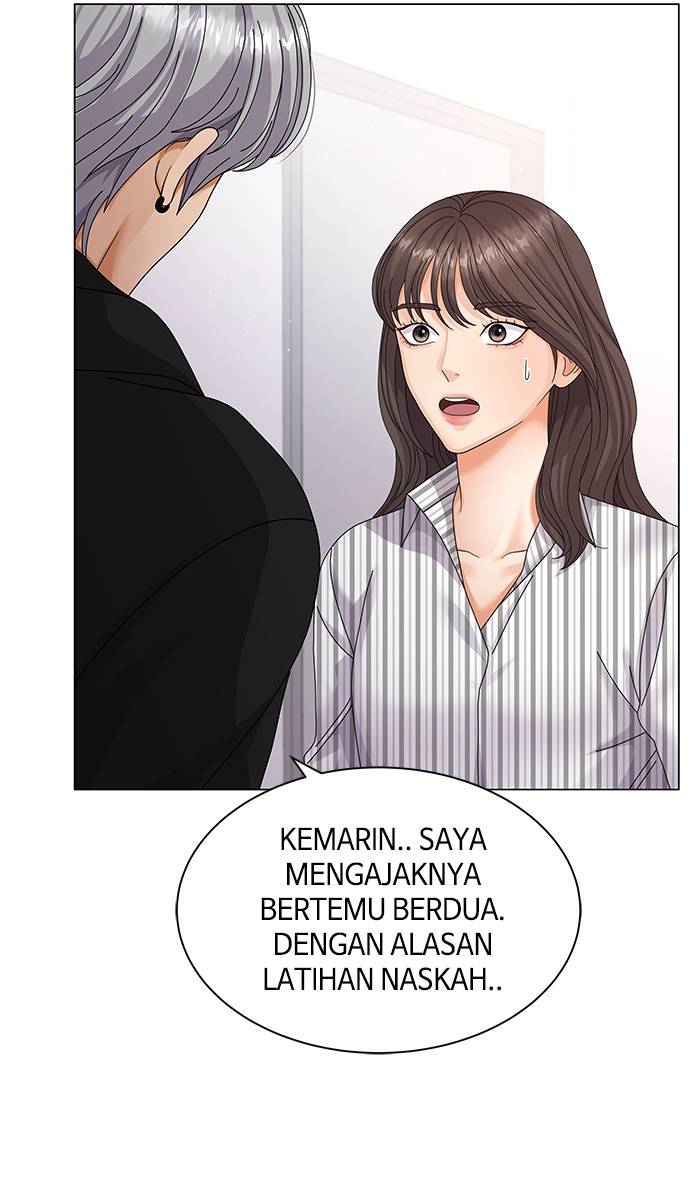 KEMARIN.. SAYA
MENGAJAKNYA
BERTEMU BERDUA.
DENGAN ALASAN
LATIHAN NASKAH..